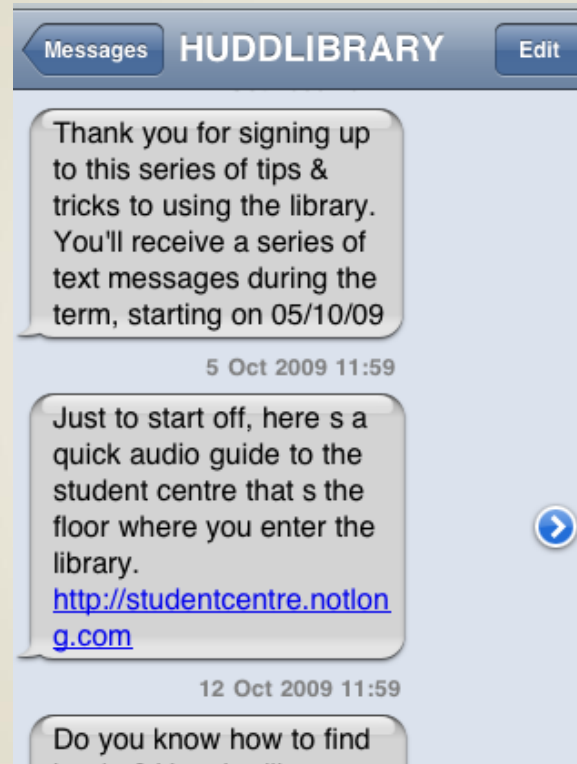 Messages
HUDDLIBRARY
Edit
Thank you for signing up
to this series of tips &
tricks to using the library.
You'll receive a series of
text messages during the
term, starting on 05/10/09
5 Oct 2009 11:59
Just to start off, here s a
quick audio guide to the
student centre that s the
floor where you enter the
library.
http://studentcentre.notlon
g.com
12 Oct 2009 11:59
Do you know how to find